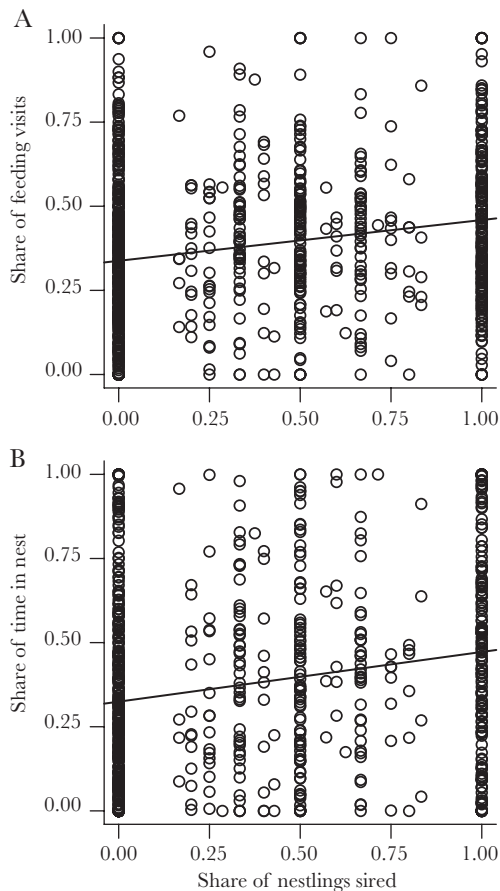 A
Share of feeding visits
1.00
0.75
0.50
0.25
0.00
0.00 0.25 0.50 0.75 1.00
B
Share of time in nest
1.00
0.75
0.50
0.25
0.00
0.00 0.25 0.50 0.75 1.00
Share of nestlings sired